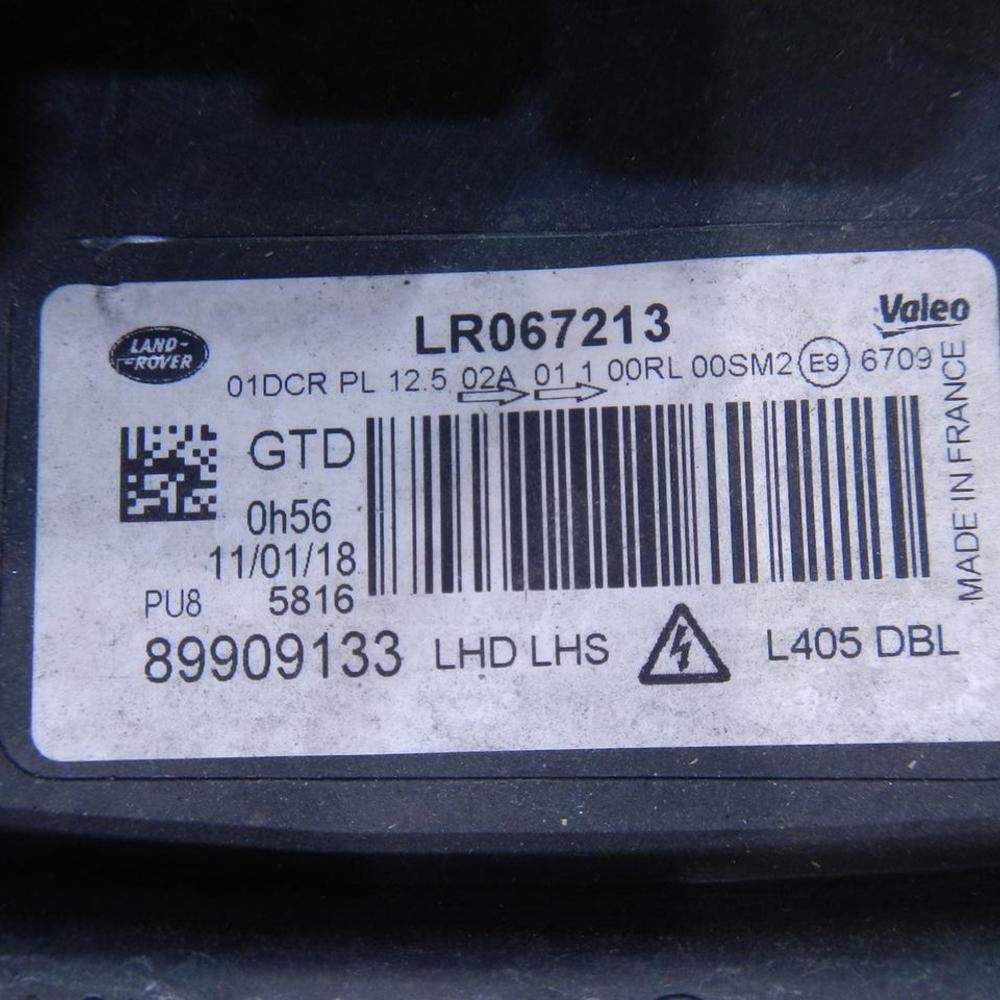 LAND-
-ROVER
LR067213
Valeo
01DCR PL 12.5 02A 01 1 00RL 00SM2 E9 6709
MADE IN FRANCE
GTD
0h56
11/01/18
PU8 5816
89909133 LHD LHS L405 DBL